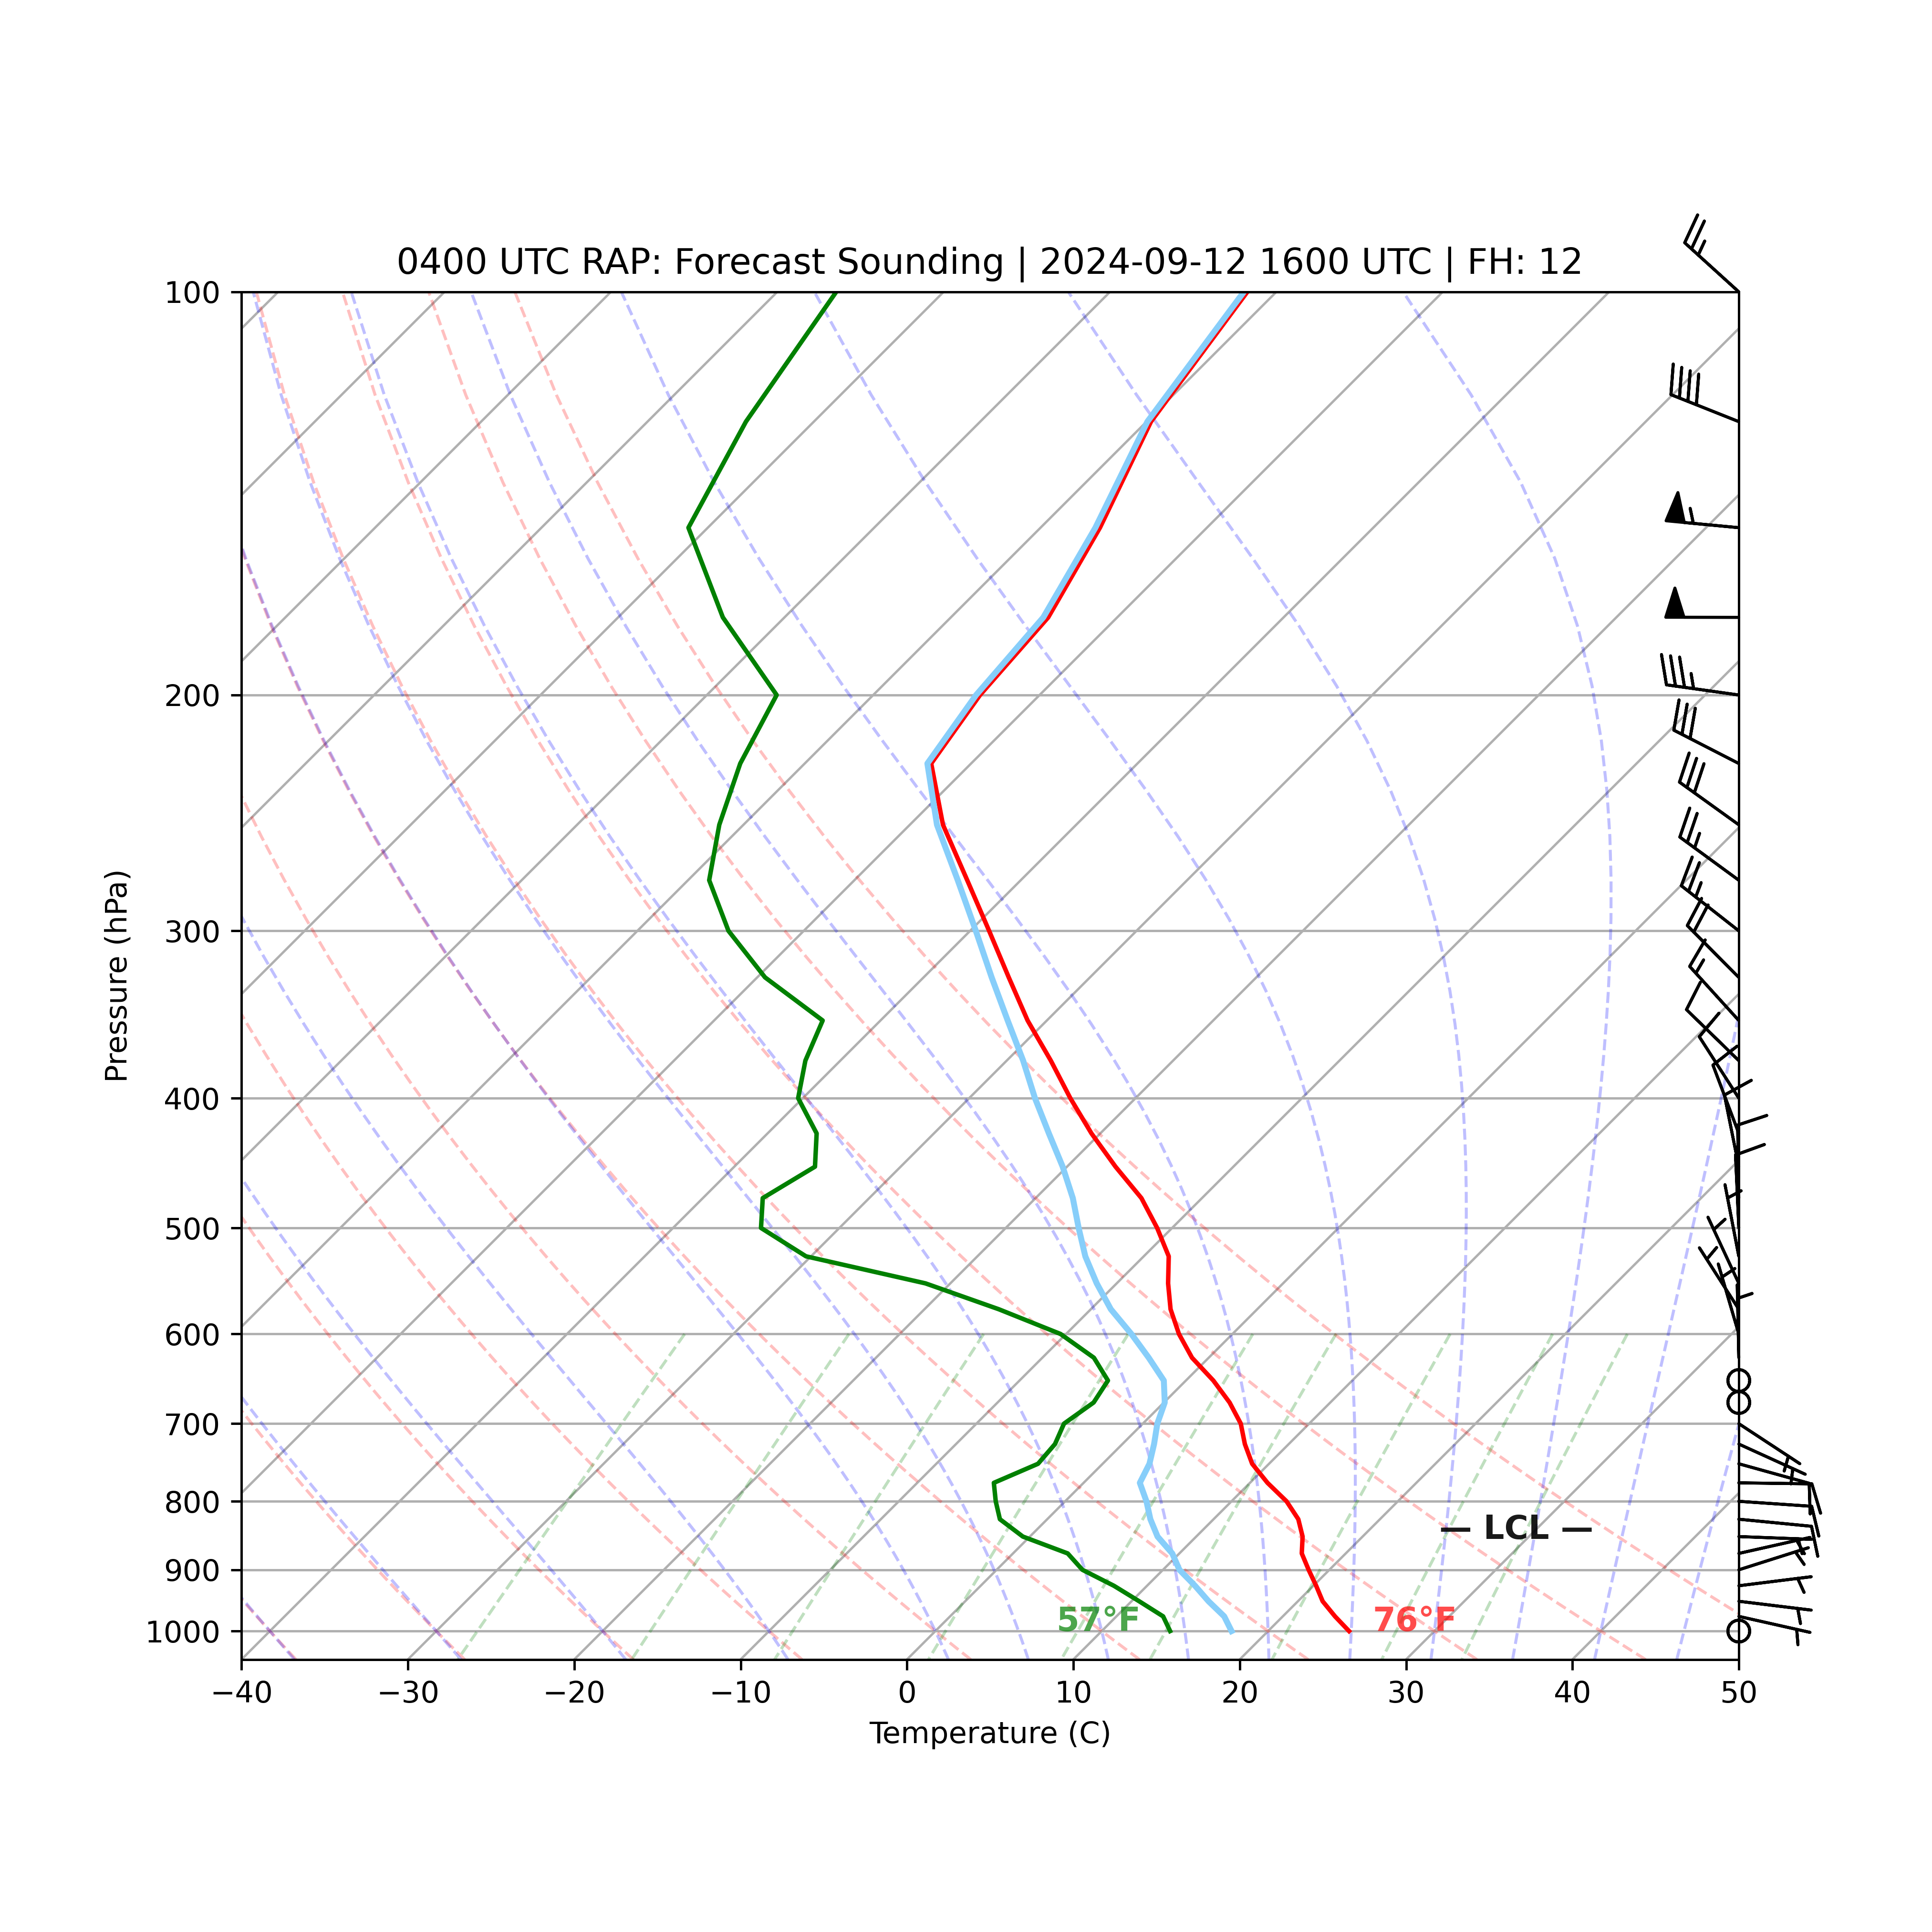 0400 UTC RAP: Forecast Sounding | 2024-09-12 1600 UTC | FH: 12
100
200
300
400
500
600
700
800
900
1000
Pressure (hPa)
— LCL —
57°F
76°F
−40 −30 −20 −10 0 10 20 30 40 50
Temperature (C)